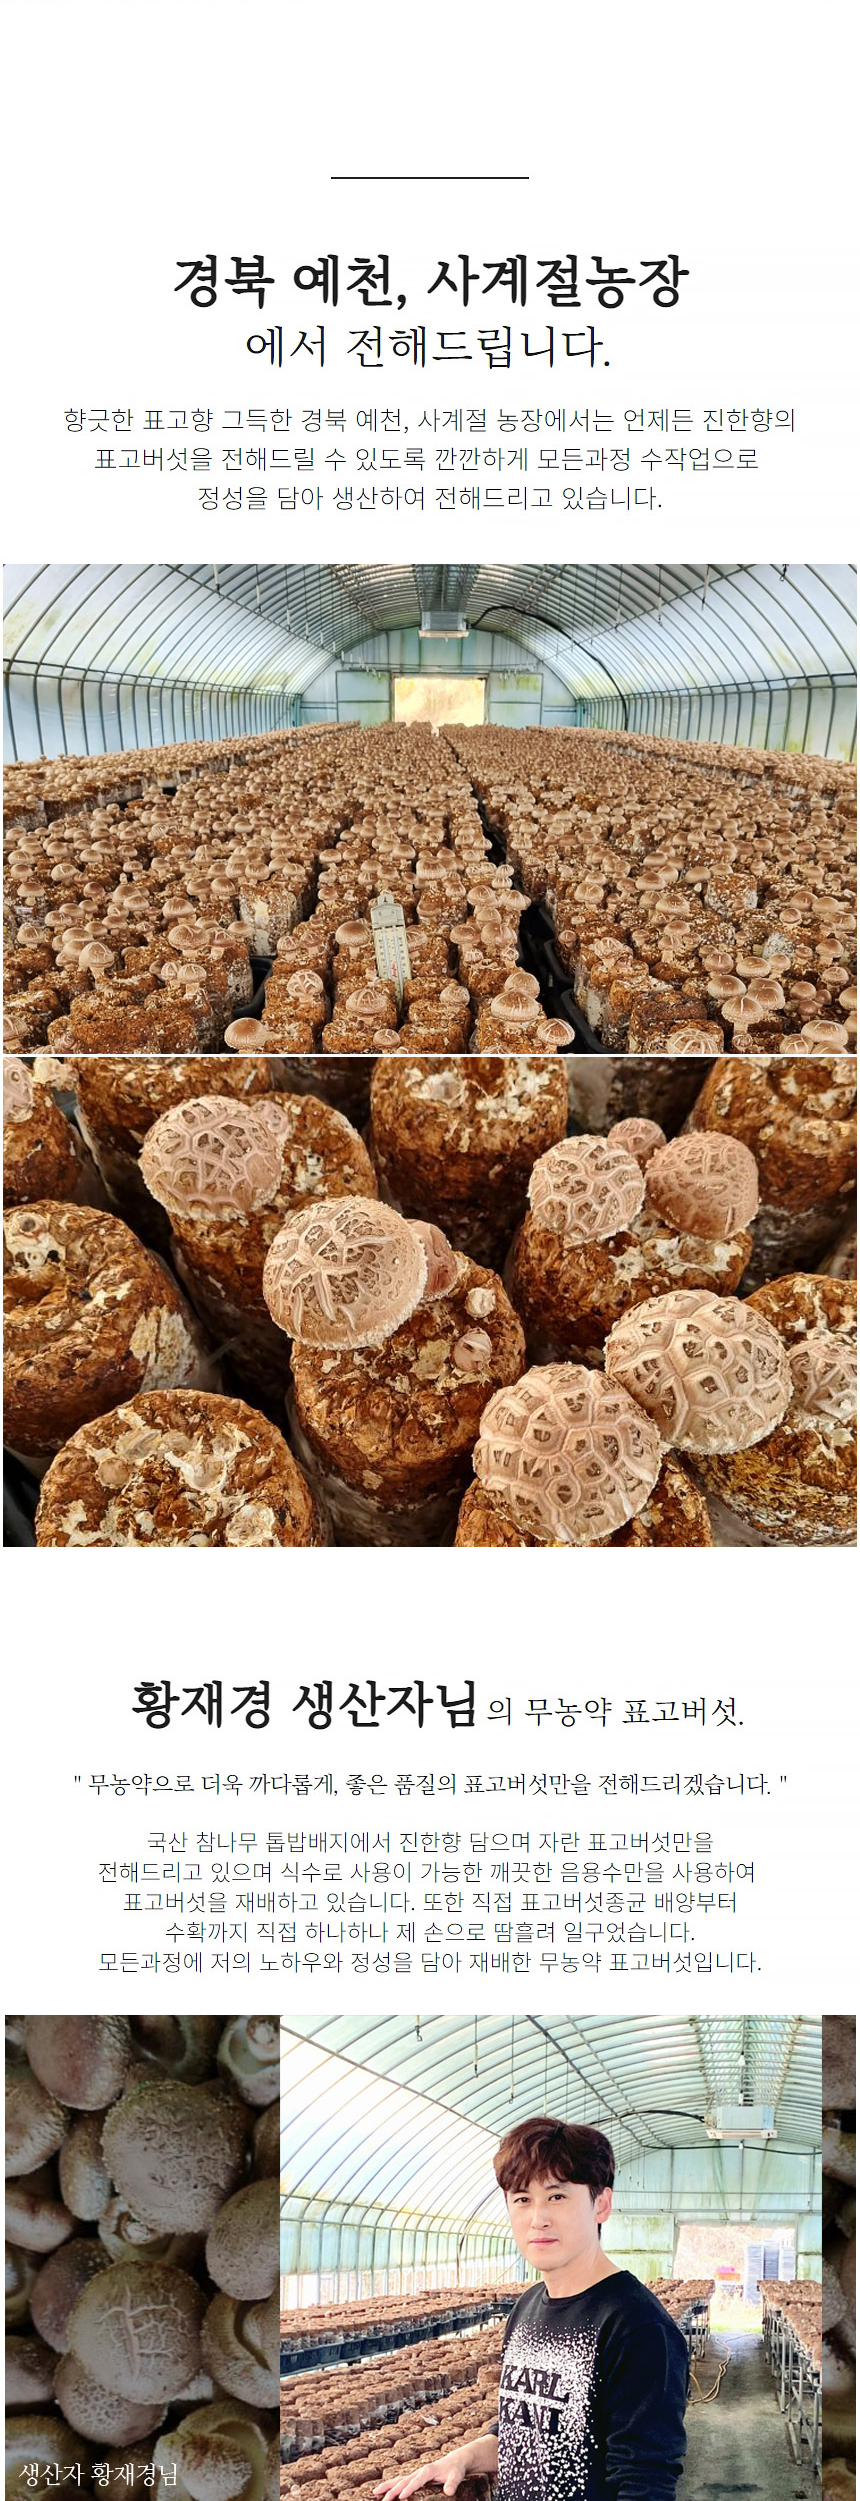 경북 예천, 사계절농장
에서 전해드립니다.
향긋한 표고향 그득한 경북 예천, 사계절 농장에서는 언제든 진한향의
표고버섯을 전해드릴 수 있도록 깐깐하게 모든과정 수작업으로
정성을 담아 생산하여 전해드리고 있습니다.
황재경 생산자님의 무농약 표고버섯.
" 무농약으로 더욱 까다롭게, 좋은 품질의 표고버섯만을 전해드리겠습니다. "
국산 참나무 톱밥배지에서 진한향 담으며 자란 표고버섯만을
전해드리고 있으며 식수로 사용이 가능한 깨끗한 음용수만을 사용하여
표고버섯을 재배하고 있습니다. 또한 직접 표고버섯종균 배양부터
수확까지 직접 하나하나 제 손으로 땀흘려 일구었습니다.
모든과정에 저의 노하우와 정성을 담아 재배한 무농약 표고버섯입니다.
KARL
KANI
생산자 황재경님